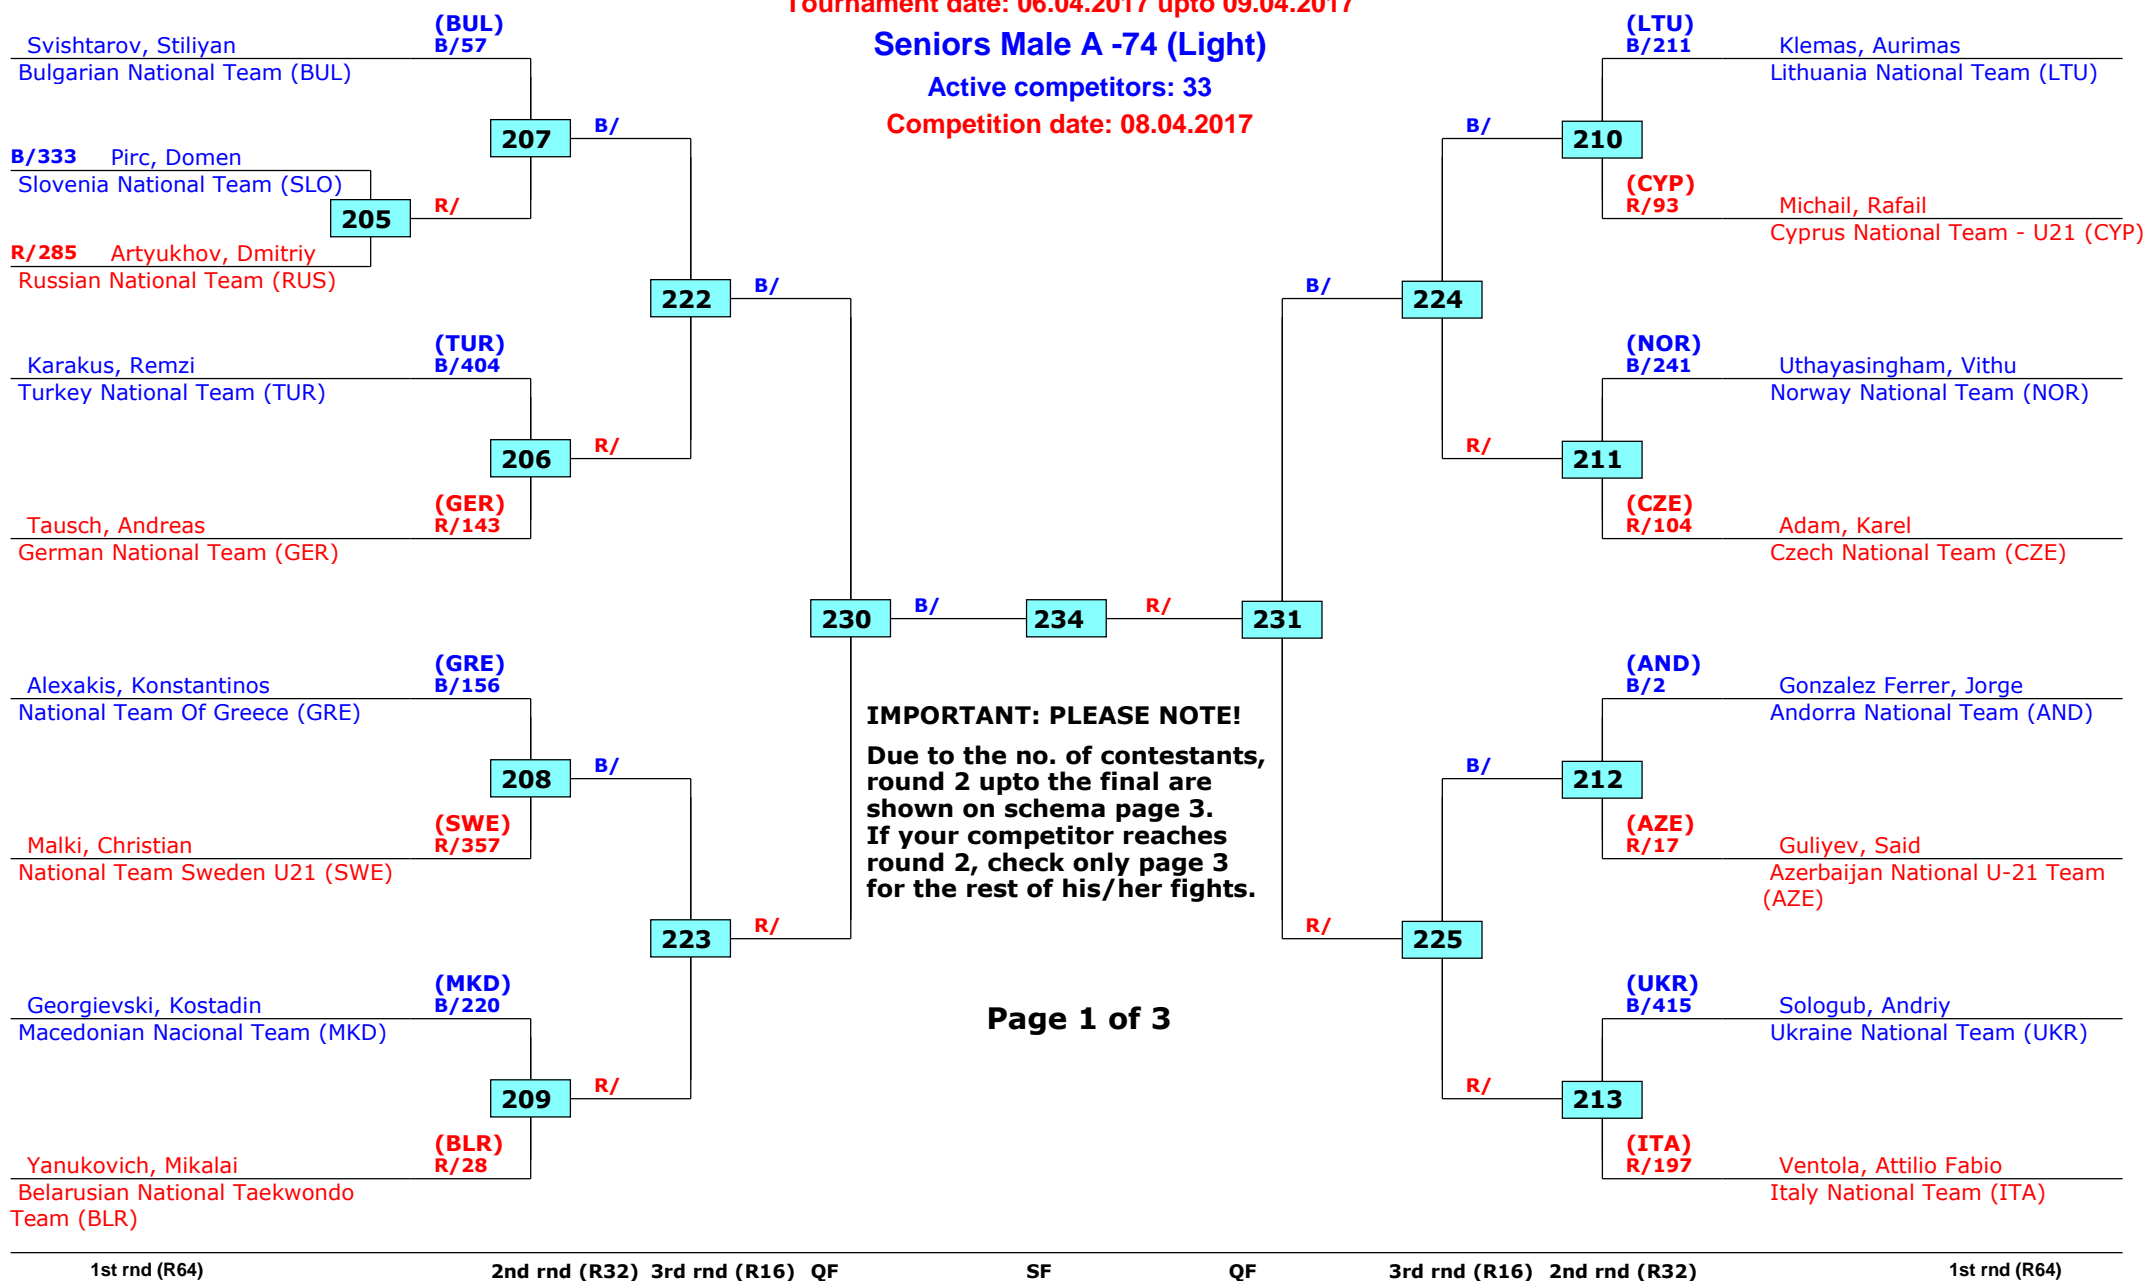 Tournament date: 06.04.2017 upto 09.04.2017
Seniors Male A -74 (Light)
Active competitors: 33
Competition date: 08.04.2017
(BUL)
Svishtarov, Stiliyan B/57
Bulgarian National Team (BUL)
207 B/
B/333 Pirc, Domen
Slovenia National Team (SLO)
205 R/
R/285 Artyukhov, Dmitriy
Russian National Team (RUS)
222 B/
(TUR)
Karakus, Remzi B/404
Turkey National Team (TUR)
206 R/
(GER)
Tausch, Andreas R/143
German National Team (GER)
230 B/ 234 R/ 231
(GRE)
Alexakis, Konstantinos B/156
National Team Of Greece (GRE)
208 B/
(SWE)
Malki, Christian R/357
National Team Sweden U21 (SWE)
223 R/
(MKD)
Georgievski, Kostadin B/220
Macedonian Nacional Team (MKD)
209 R/
(BLR)
Yanukovich, Mikalai R/28
Belarusian National Taekwondo
Team (BLR)
IMPORTANT: PLEASE NOTE!
Due to the no. of contestants,
round 2 upto the final are
shown on schema page 3.
If your competitor reaches
round 2, check only page 3
for the rest of his/her fights.
Page 1 of 3
(LTU)
B/211 Klemas, Aurimas
Lithuania National Team (LTU)
B/ 210
(CYP)
R/93 Michail, Rafail
Cyprus National Team - U21 (CYP)
B/ 224
(NOR)
B/241 Uthayasingham, Vithu
Norway National Team (NOR)
R/ 211
(CZE)
R/104 Adam, Karel
Czech National Team (CZE)
(AND)
B/2 Gonzalez Ferrer, Jorge
Andorra National Team (AND)
B/ 212
(AZE)
R/17 Guliyev, Said
Azerbaijan National U-21 Team
(AZE)
R/ 225
(UKR)
B/415 Sologub, Andriy
Ukraine National Team (UKR)
R/ 213
(ITA)
R/197 Ventola, Attilio Fabio
Italy National Team (ITA)
1st rnd (R64) 2nd rnd (R32) 3rd rnd (R16) QF SF QF 3rd rnd (R16) 2nd rnd (R32) 1st rnd (R64)